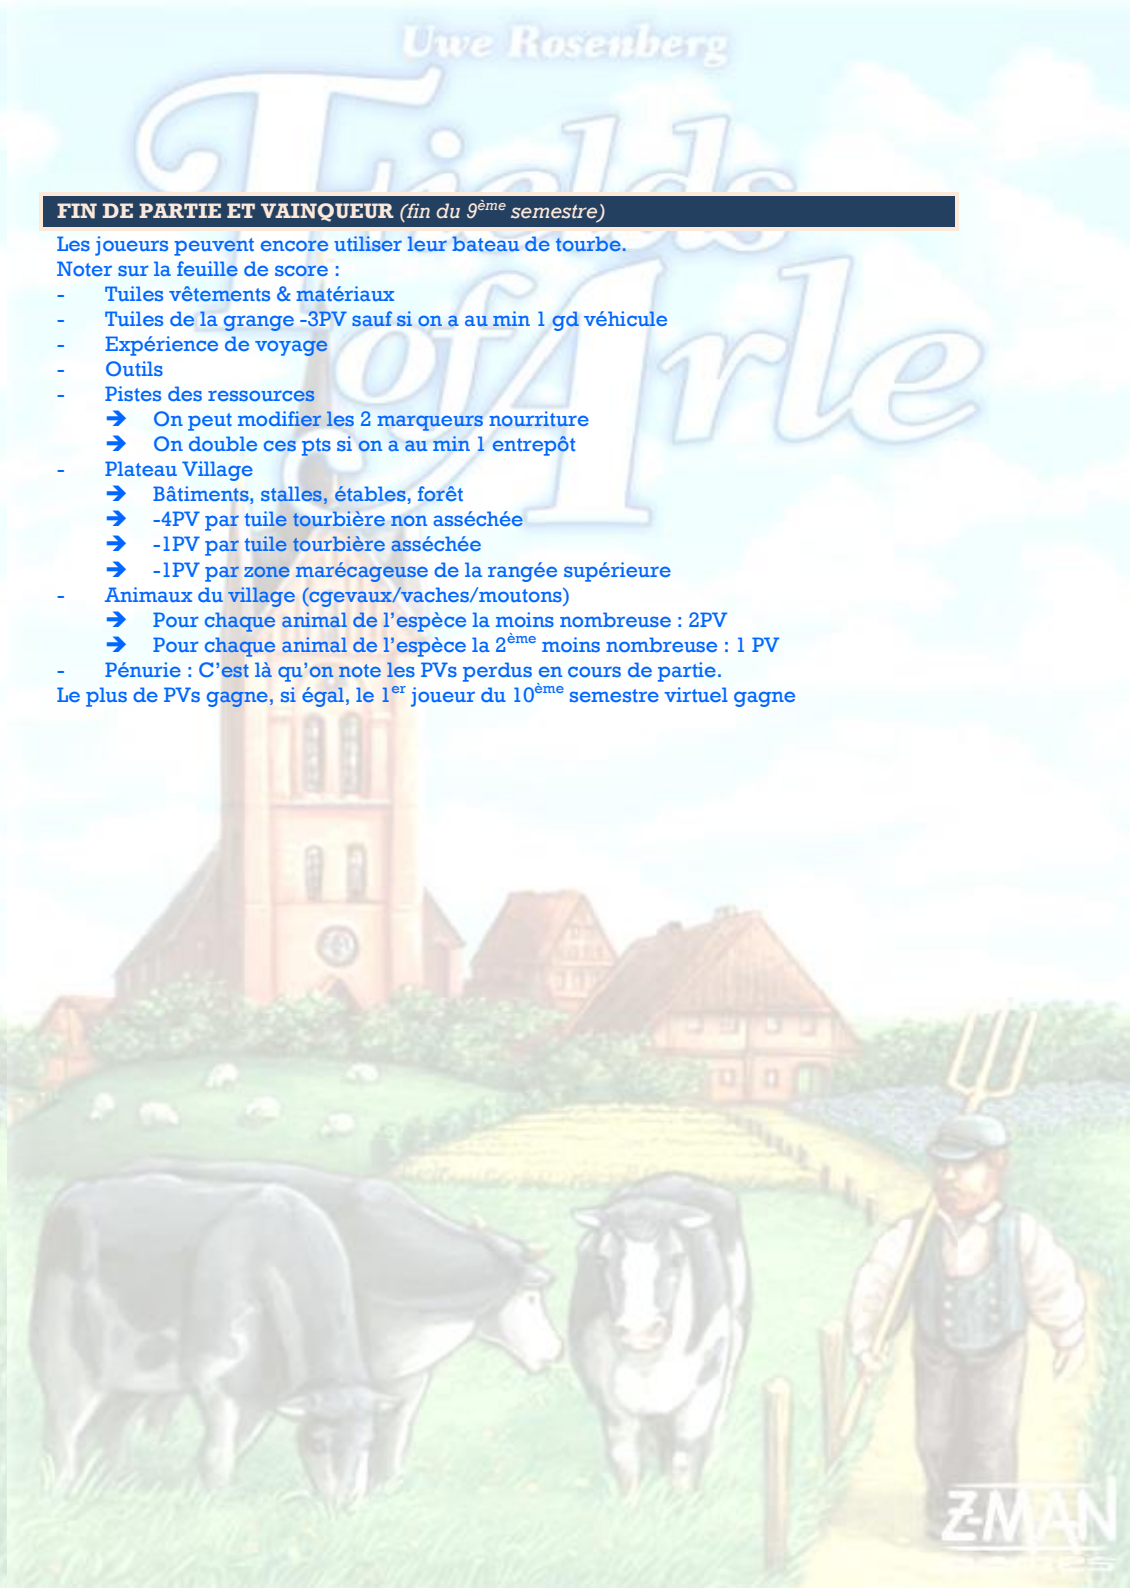 Uwe Rosenberg
Fields
of Arle
FIN DE PARTIE ET VAINQUEUR (fin du 9ème semestre)
Les joueurs peuvent encore utiliser leur bateau de tourbe.
Noter sur la feuille de score :
- Tuiles vêtements & matériaux
- Tuiles de la grange -3PV sauf si on a au min 1 gd véhicule
- Expérience de voyage
- Outils
- Pistes des ressources
➔ On peut modifier les 2 marqueurs nourriture
➔ On double ces pts si on a au min 1 entrepôt
- Plateau Village
➔ Bâtiments, stalles, étables, forêt
➔ -4PV par tuile tourbière non asséchée
➔ -1PV par tuile tourbière asséchée
➔ -1PV par zone marécageuse de la rangée supérieure
- Animaux du village (cgevaux/vaches/moutons)
➔ Pour chaque animal de l'espèce la moins nombreuse : 2PV
➔ Pour chaque animal de l'espèce la 2ème moins nombreuse : 1 PV
- Pénurie : C'est là qu'on note les PVs perdus en cours de partie.
Le plus de PVs gagne, si égal, le 1er joueur du 10ème semestre virtuel gagne
Z-MAN
games